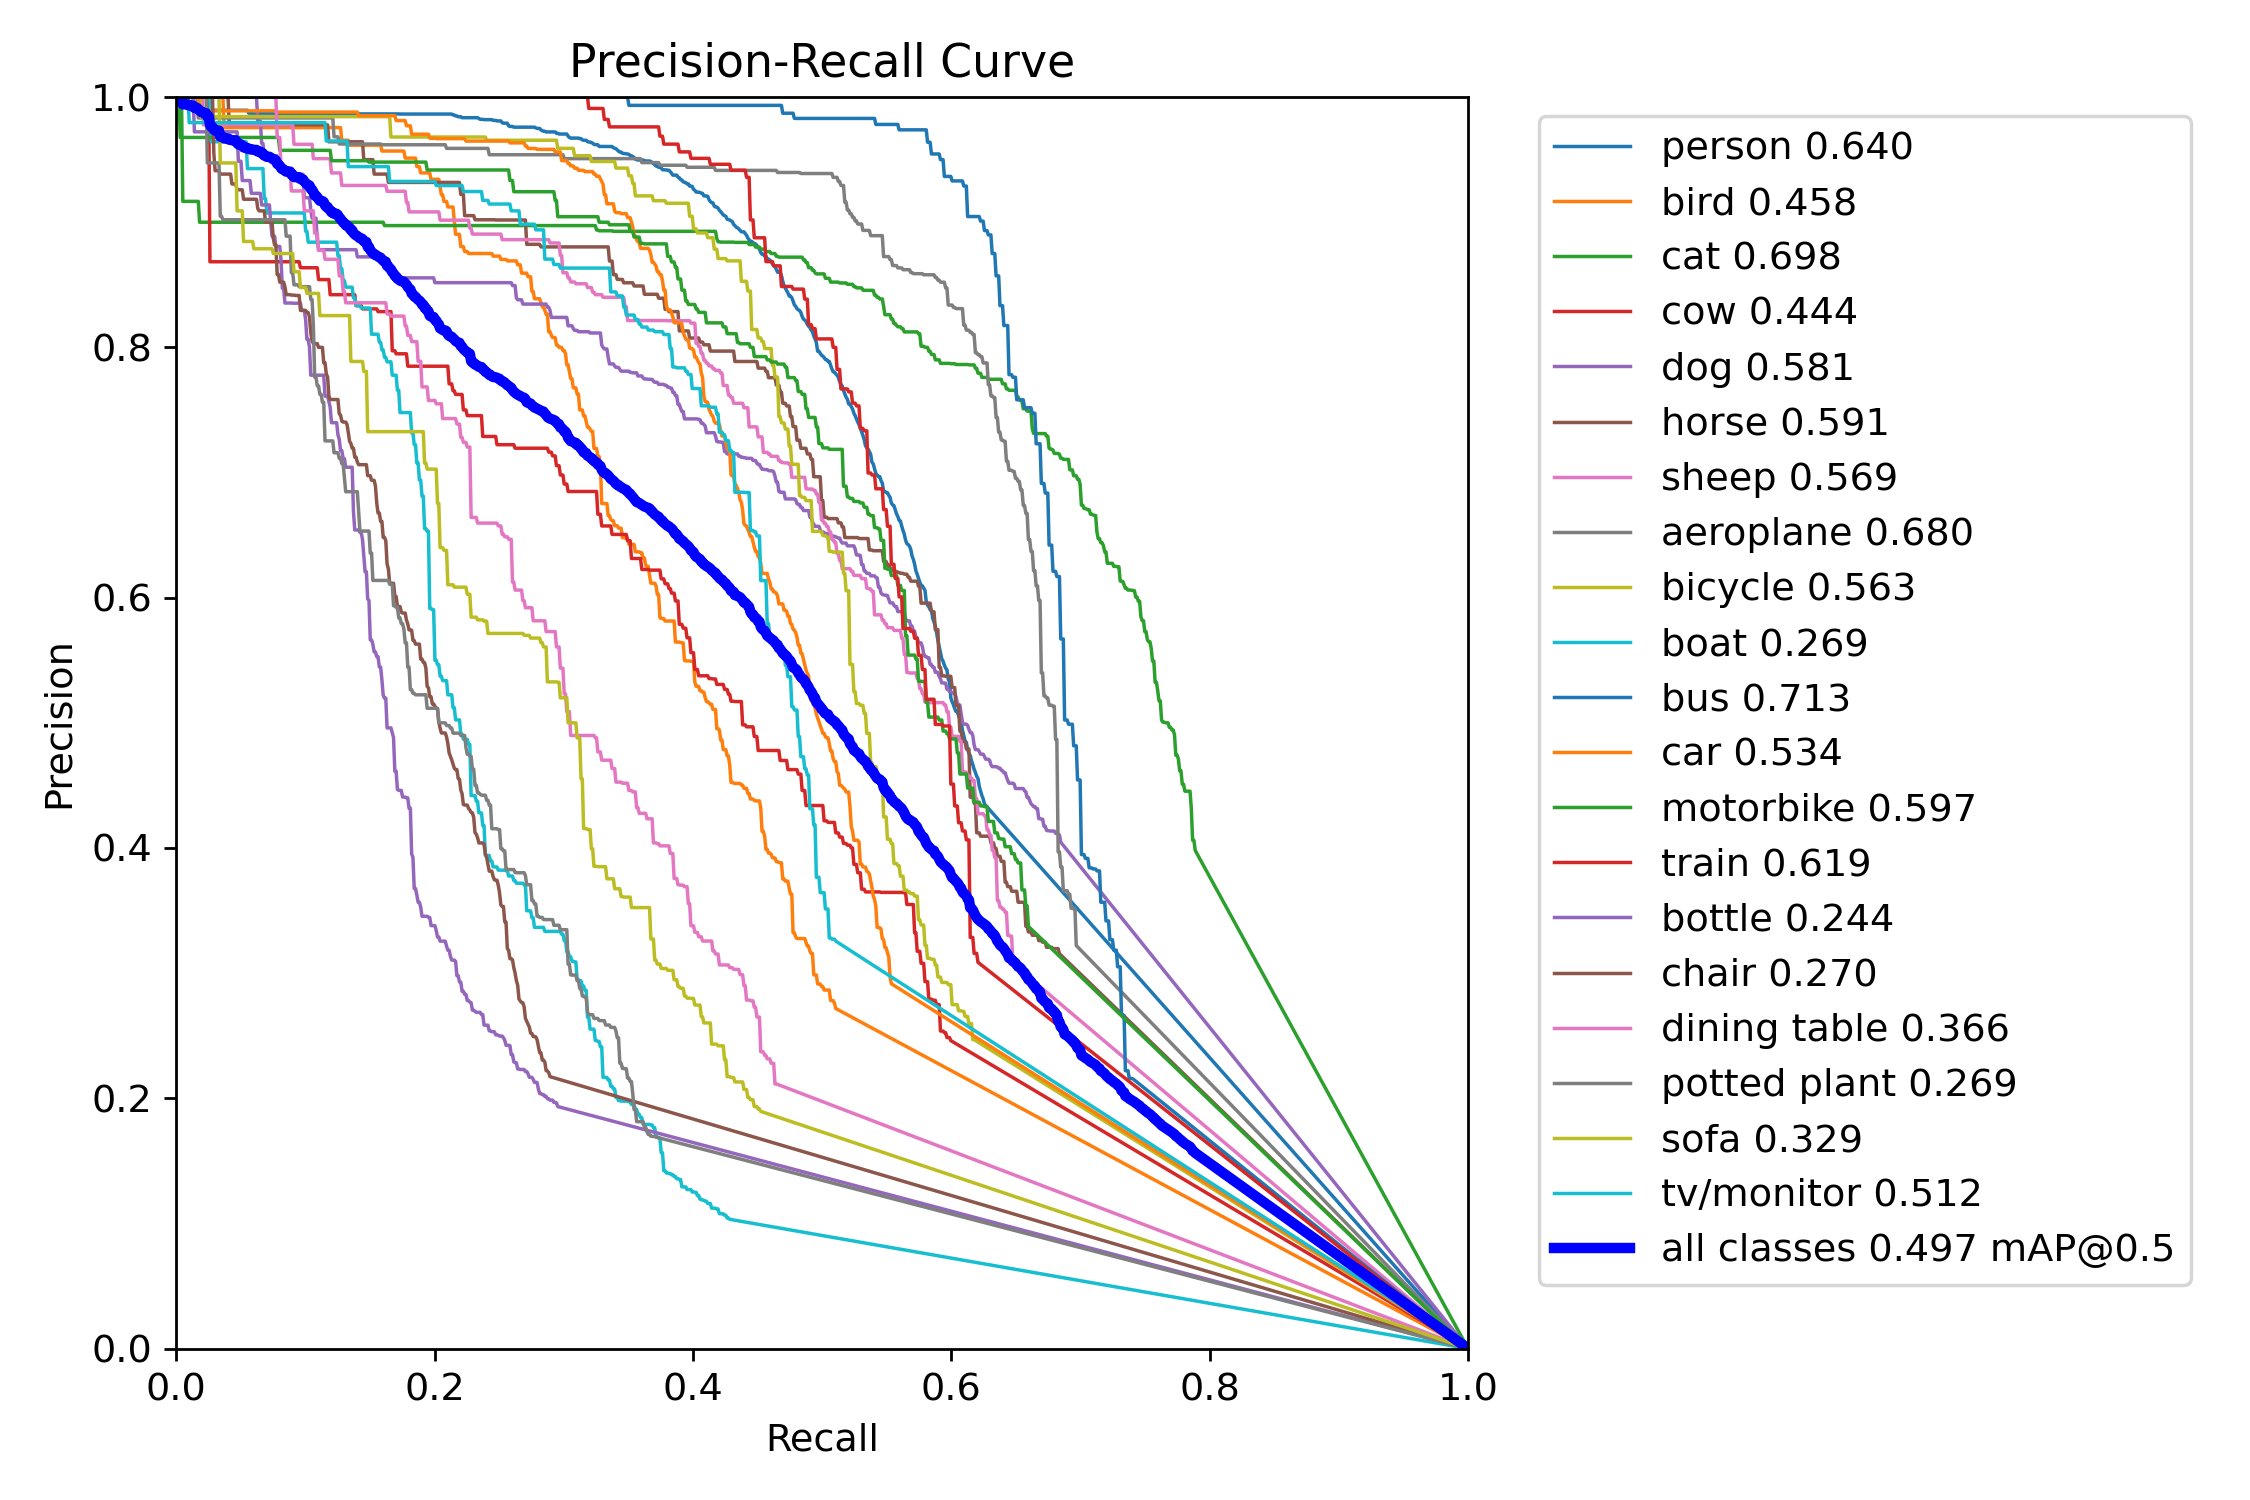 Precision-Recall Curve
1.0
0.8
0.6
0.4
0.2
0.0
Precision
0.0 0.2 0.4 0.6 0.8 1.0
Recall
person 0.640
bird 0.458
cat 0.698
cow 0.444
dog 0.581
horse 0.591
sheep 0.569
aeroplane 0.680
bicycle 0.563
boat 0.269
bus 0.713
car 0.534
motorbike 0.597
train 0.619
bottle 0.244
chair 0.270
dining table 0.366
potted plant 0.269
sofa 0.329
tv/monitor 0.512
all classes 0.497 mAP@0.5